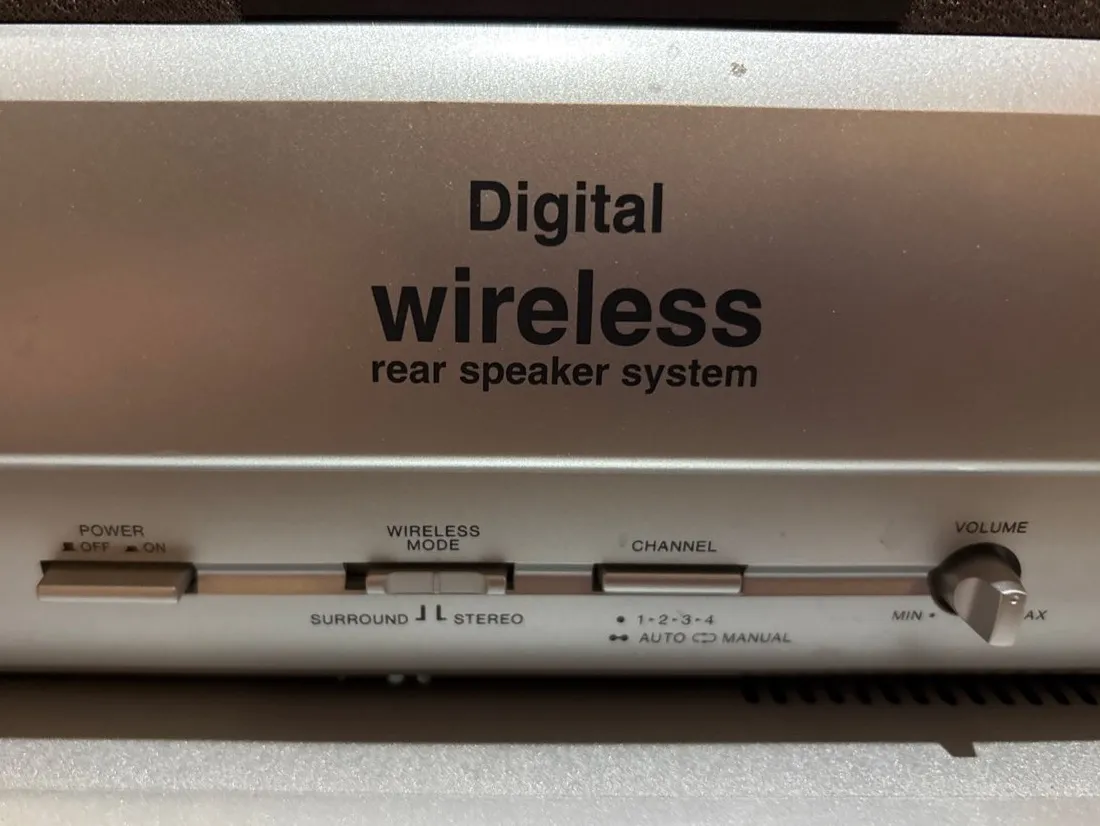 Digital
wireless
rear speaker system
POWER
OFF ON
WIRELESS
MODE
SURROUND STEREO
CHANNEL
1-2-3-4
AUTO MANUAL
VOLUME
MIN AX